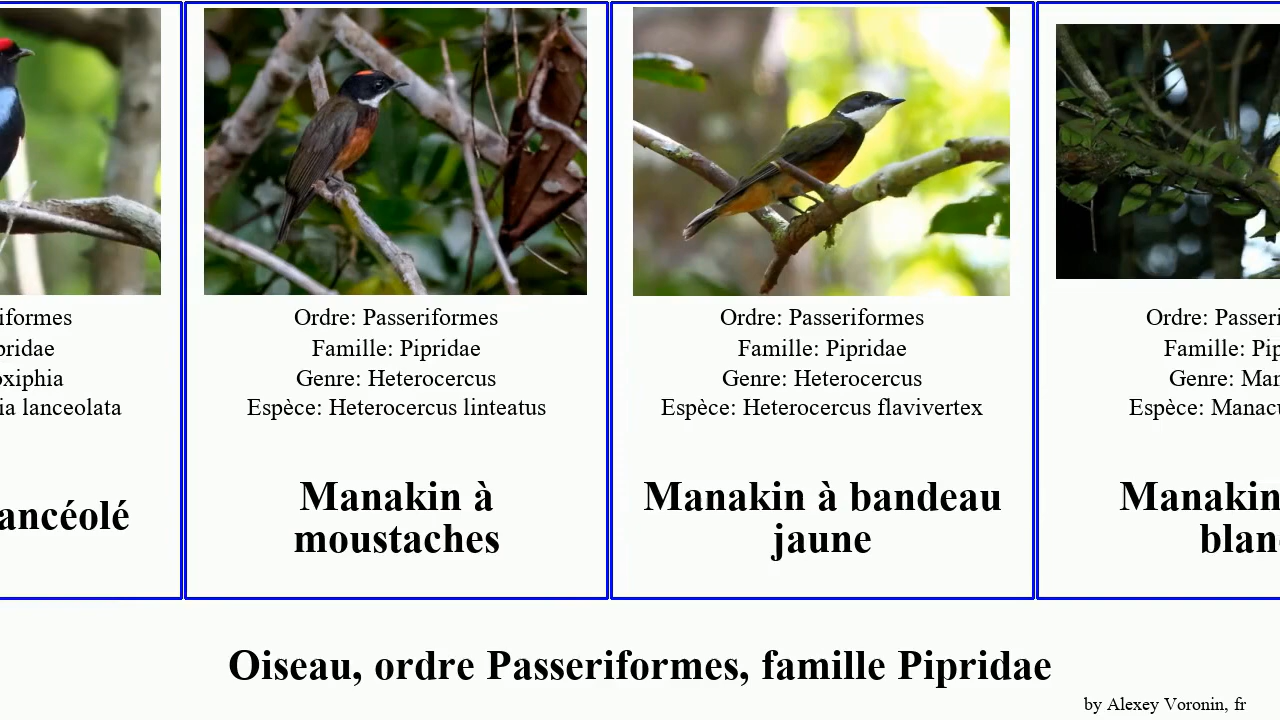 iformes
pridae
oxiphia
ia lanceolata
ancéolé
Ordre: Passeriformes
Famille: Pipridae
Genre: Heterocercus
Espèce: Heterocercus linteatus
Manakin à
moustaches
Ordre: Passeriformes
Famille: Pipridae
Genre: Heterocercus
Espèce: Heterocercus flavivertex
Manakin à bandeau
jaune
Ordre: Passeri
Famille: Pip
Genre: Man
Espèce: Manacu
Manakin
blan
Oiseau, ordre Passeriformes, famille Pipridae
by Alexey Voronin, fr